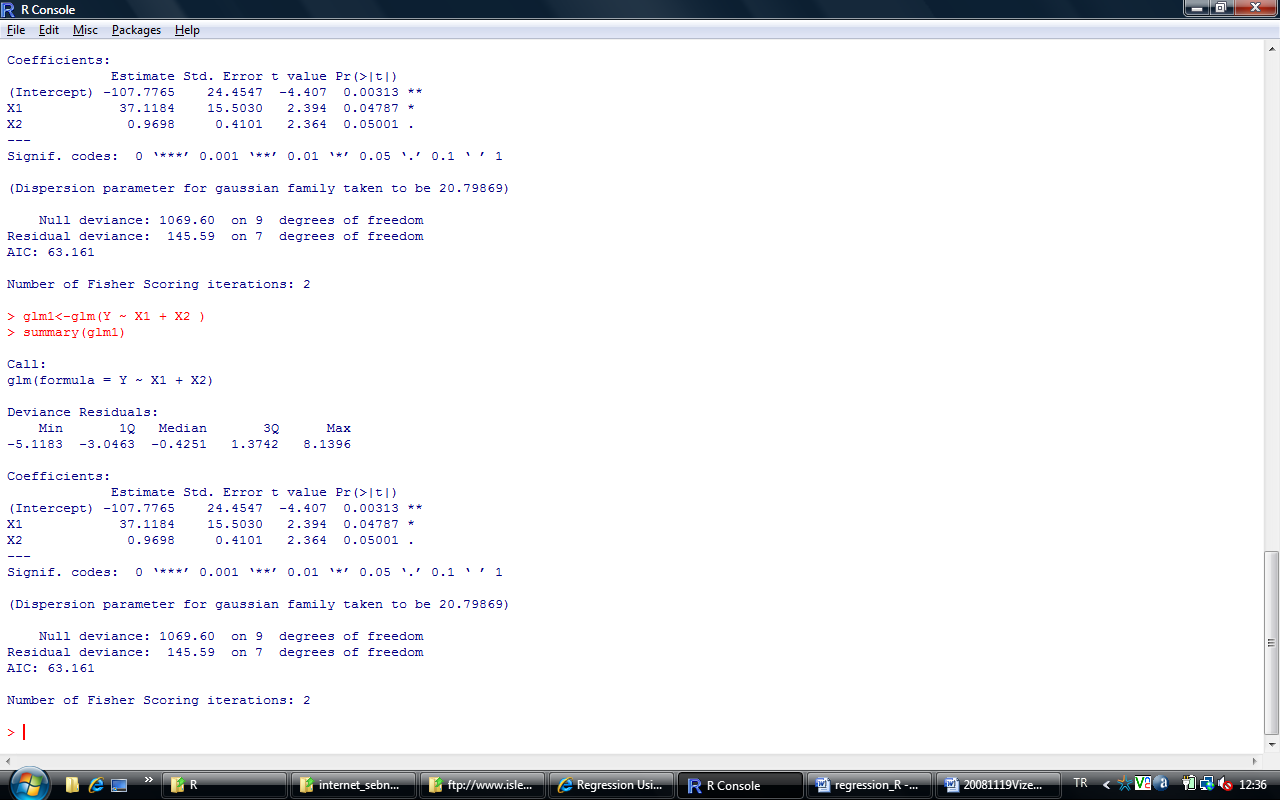 R Console
File Edit Misc Packages Help
Coefficients:
Estimate Std. Error t value Pr(>|t|)
(Intercept) -107.7765 24.4547 -4.407 0.00313 **
X1 37.1184 15.5030 2.394 0.04787 *
X2 0.9698 0.4101 2.364 0.05001 .
---
Signif. codes: 0 ‘***’ 0.001 ‘**’ 0.01 ‘*’ 0.05 ‘.’ 0.1 ‘ ’ 1
(Dispersion parameter for gaussian family taken to be 20.79869)
Null deviance: 1069.60 on 9 degrees of freedom
Residual deviance: 145.59 on 7 degrees of freedom
AIC: 63.161
Number of Fisher Scoring iterations: 2
> glm1<-glm(Y ~ X1 + X2 )
> summary(glm1)
Call:
glm(formula = Y ~ X1 + X2)
Deviance Residuals:
Min 1Q Median 3Q Max
-5.1183 -3.0463 -0.4251 1.3742 8.1396
Coefficients:
Estimate Std. Error t value Pr(>|t|)
(Intercept) -107.7765 24.4547 -4.407 0.00313 **
X1 37.1184 15.5030 2.394 0.04787 *
X2 0.9698 0.4101 2.364 0.05001 .
---
Signif. codes: 0 ‘***’ 0.001 ‘**’ 0.01 ‘*’ 0.05 ‘.’ 0.1 ‘ ’ 1
(Dispersion parameter for gaussian family taken to be 20.79869)
Null deviance: 1069.60 on 9 degrees of freedom
Residual deviance: 145.59 on 7 degrees of freedom
AIC: 63.161
Number of Fisher Scoring iterations: 2
>
R internet_sebn... ftp://www.isle... Regression Usi... R Console regression_R -... 20081119Vize... TR 12:36